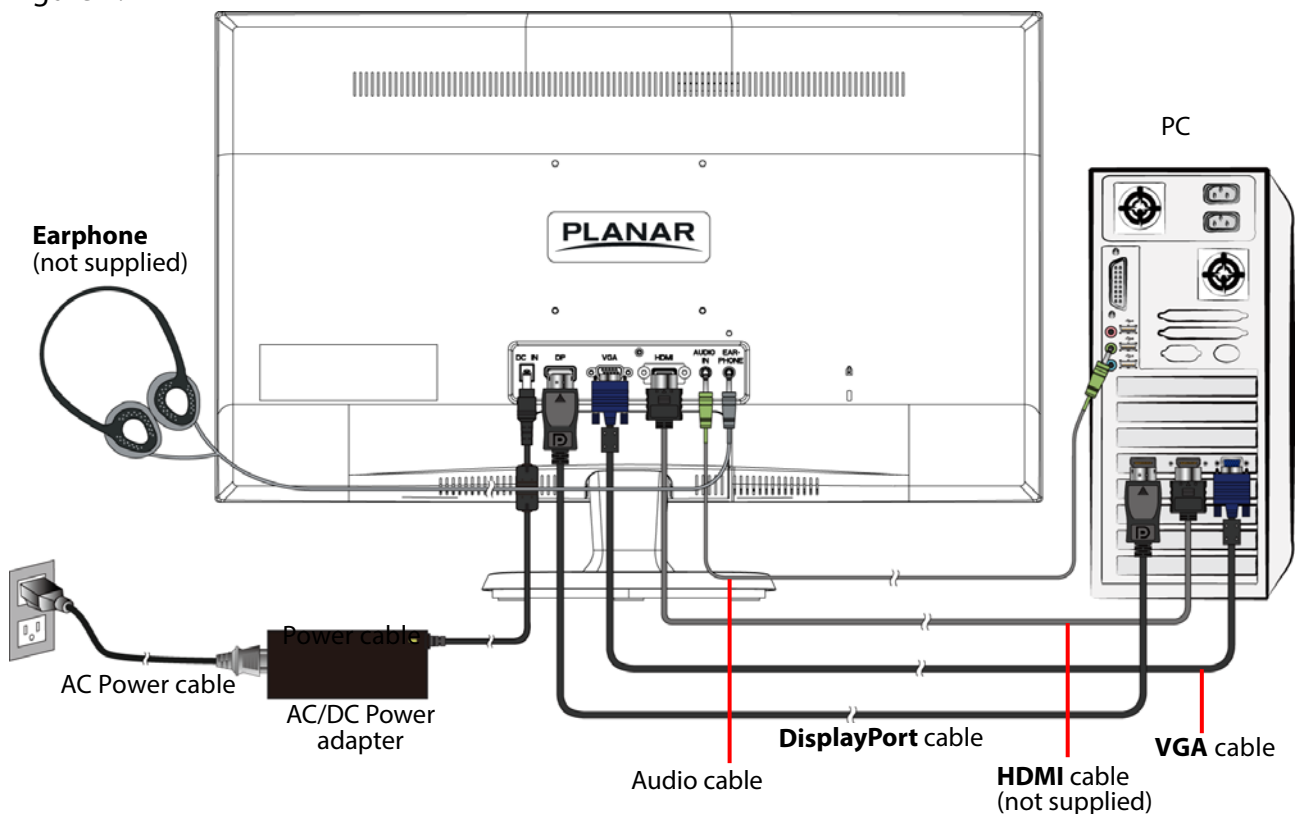 PC
PLANAR
Earphone
(not supplied)
DC IN
DP
VGA
HDMI
AUDIO
IN
EAR-
PHONE
Power cable
AC Power cable
AC/DC Power
adapter
DisplayPort cable
VGA cable
Audio cable
HDMI cable
(not supplied)